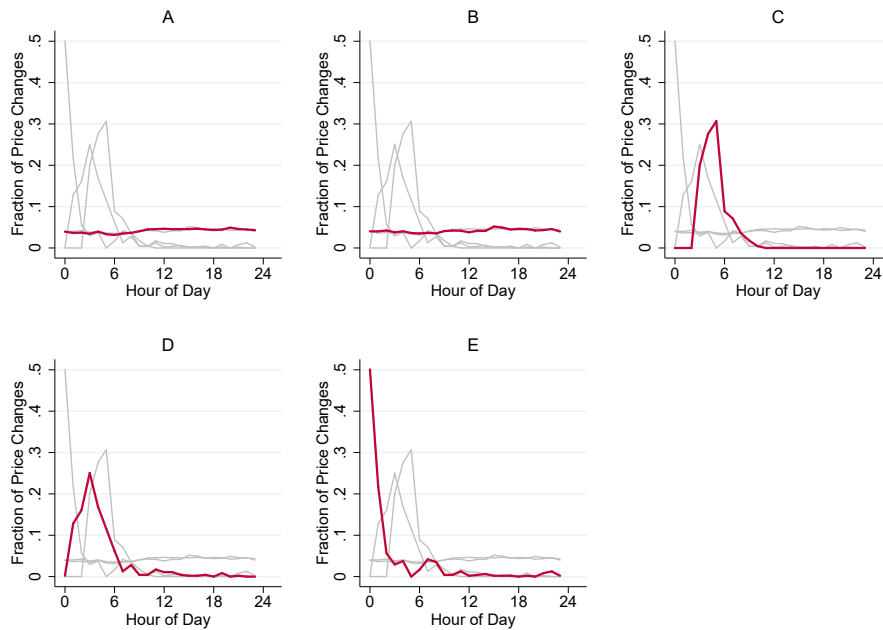 A
B
C
Fraction of Price Changes
.5
.4
.3
.2
.1
0
0 6 12 18 24
Hour of Day
Fraction of Price Changes
.5
.4
.3
.2
.1
0
0 6 12 18 24
Hour of Day
Fraction of Price Changes
.5
.4
.3
.2
.1
0
0 6 12 18 24
Hour of Day
D
E
Fraction of Price Changes
.5
.4
.3
.2
.1
0
0 6 12 18 24
Hour of Day
Fraction of Price Changes
.5
.4
.3
.2
.1
0
0 6 12 18 24
Hour of Day